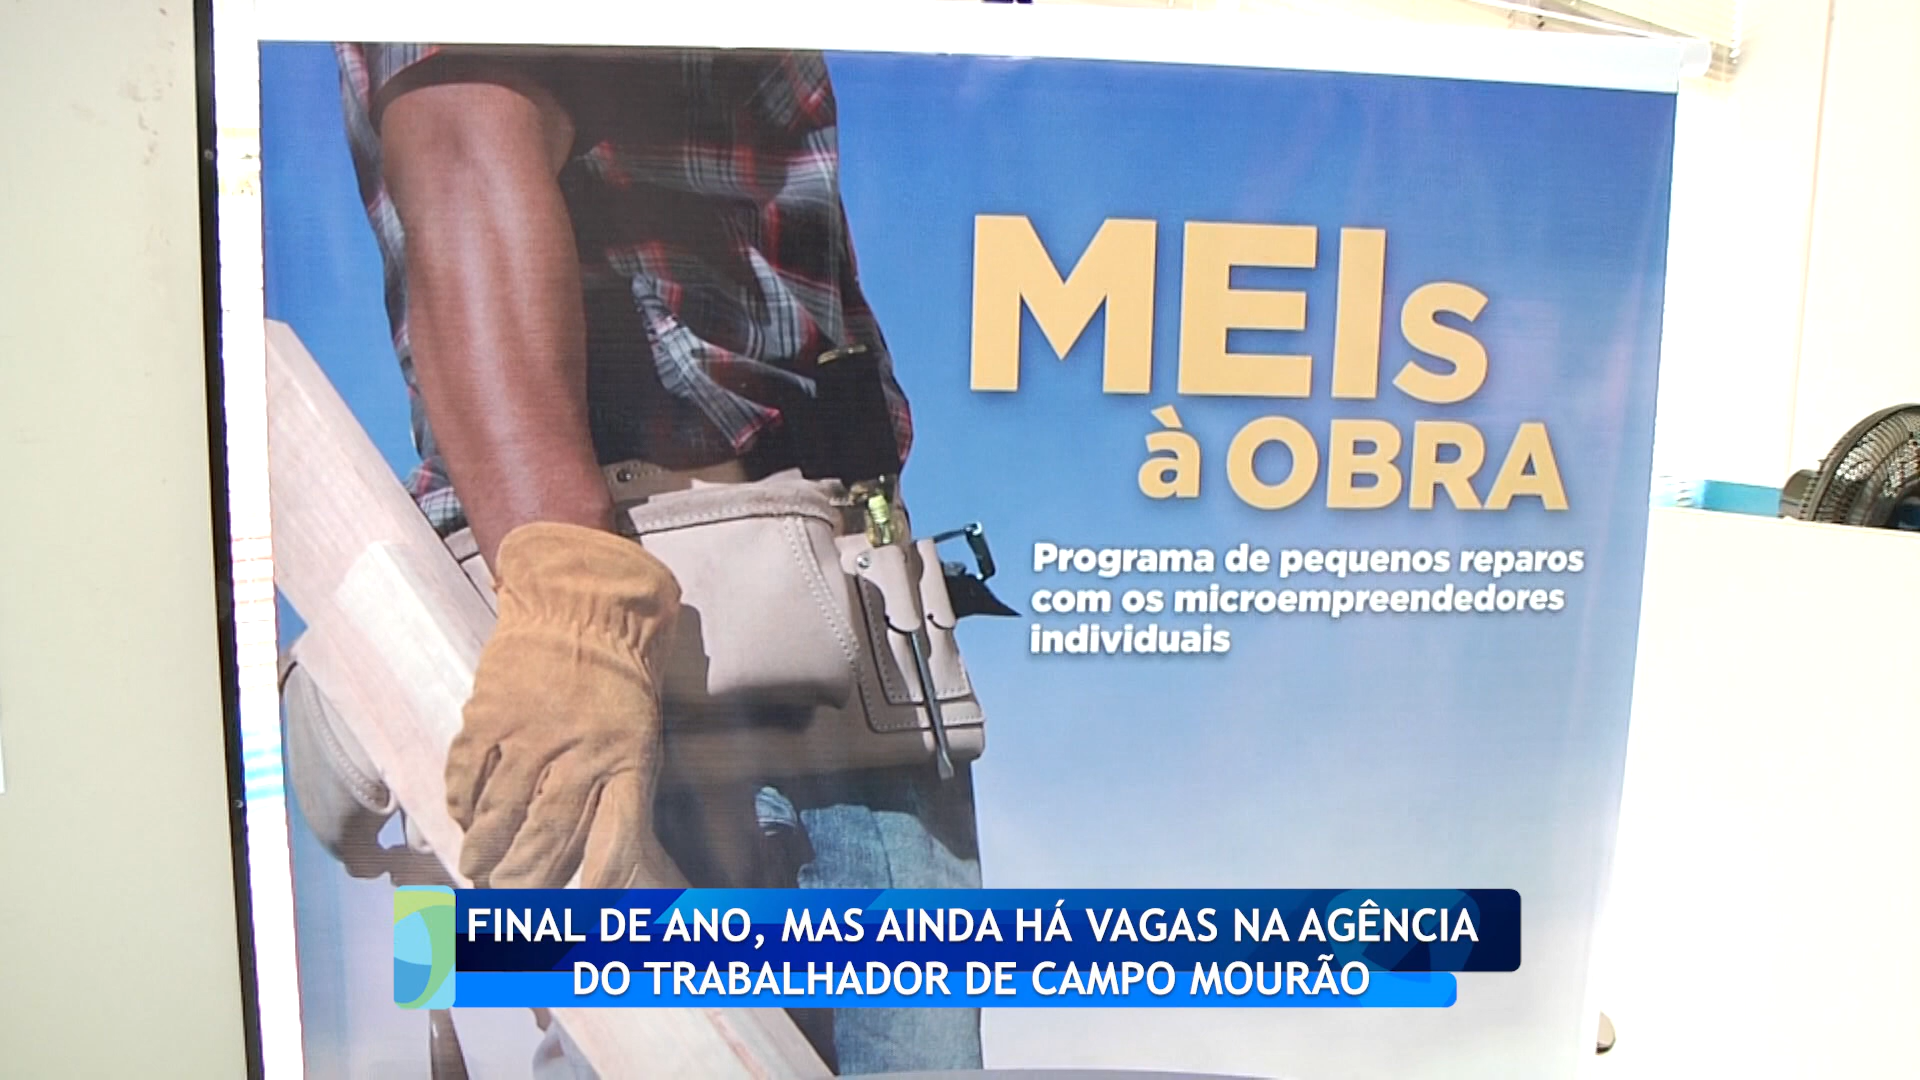 MEIs
à OBRA
Programa de pequenos reparos
com os microempreendedores
individuais
FINAL DE ANO, MAS AINDA HÁ VAGAS NA AGÊNCIA
DO TRABALHADOR DE CAMPO MOURÃO